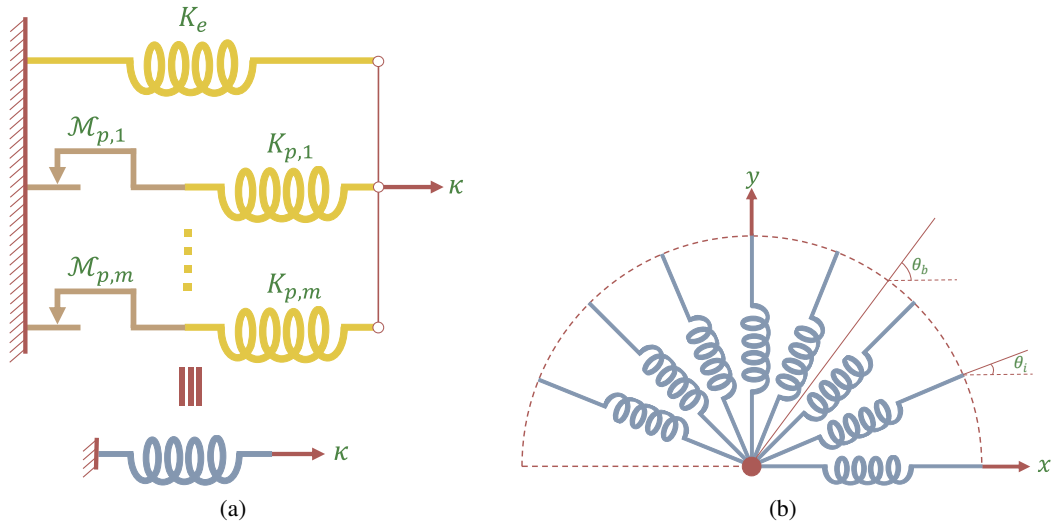 K_e
ℳ_{p,1}
K_{p,1}
κ
ℳ_{p,m}
K_{p,m}
κ
(a)
y
θ_b
θ_i
x
(b)